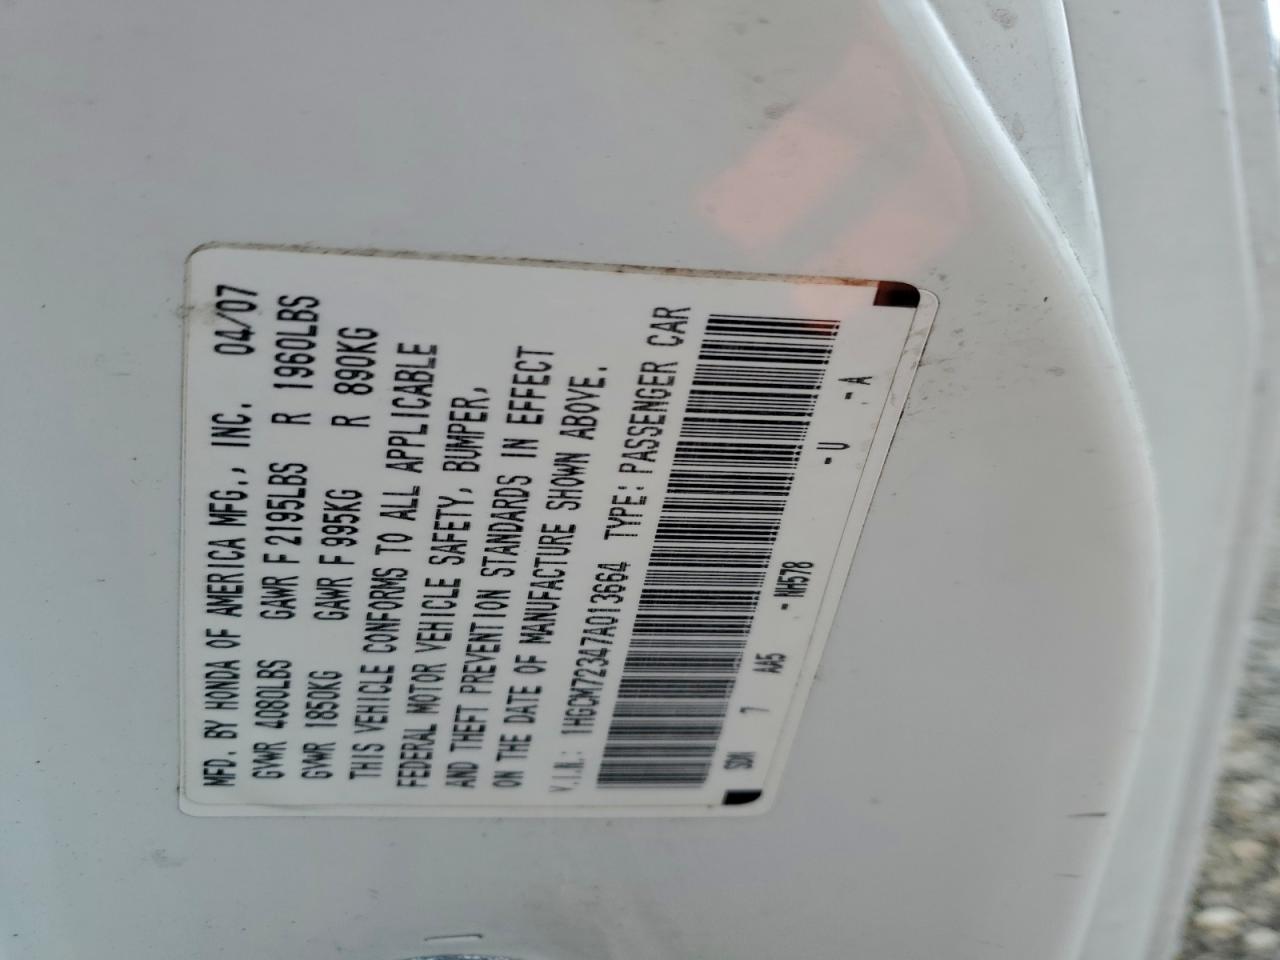 MFD. BY HONDA OF AMERICA MFG., INC. 04/07
GVWR 4080LBS GAWR F 2195LBS R 1960LBS
GVWR 1850KG GAWR F 995KG R 890KG
THIS VEHICLE CONFORMS TO ALL APPLICABLE
FEDERAL MOTOR VEHICLE SAFETY, BUMPER,
AND THEFT PREVENTION STANDARDS IN EFFECT
ON THE DATE OF MANUFACTURE SHOWN ABOVE.
V.I.N.: 1HGCM72347A013664 TYPE: PASSENGER CAR
SDN 7 AA5 - NH578 - U - A